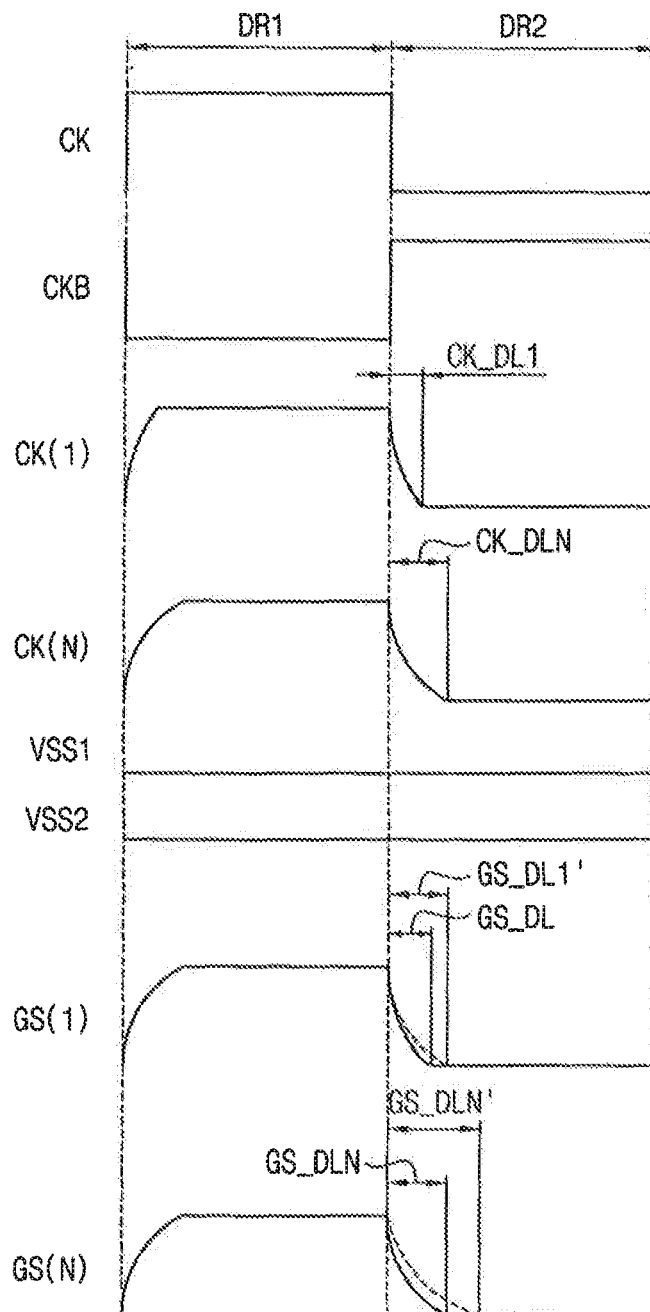 DR1 DR2
CK
CKB
CK_DL1
CK(1)
CK_DLN
CK(N)
VSS1
VSS2
GS_DL1'
GS_DL
GS(1)
GS_DLN'
GS_DLN
GS(N)